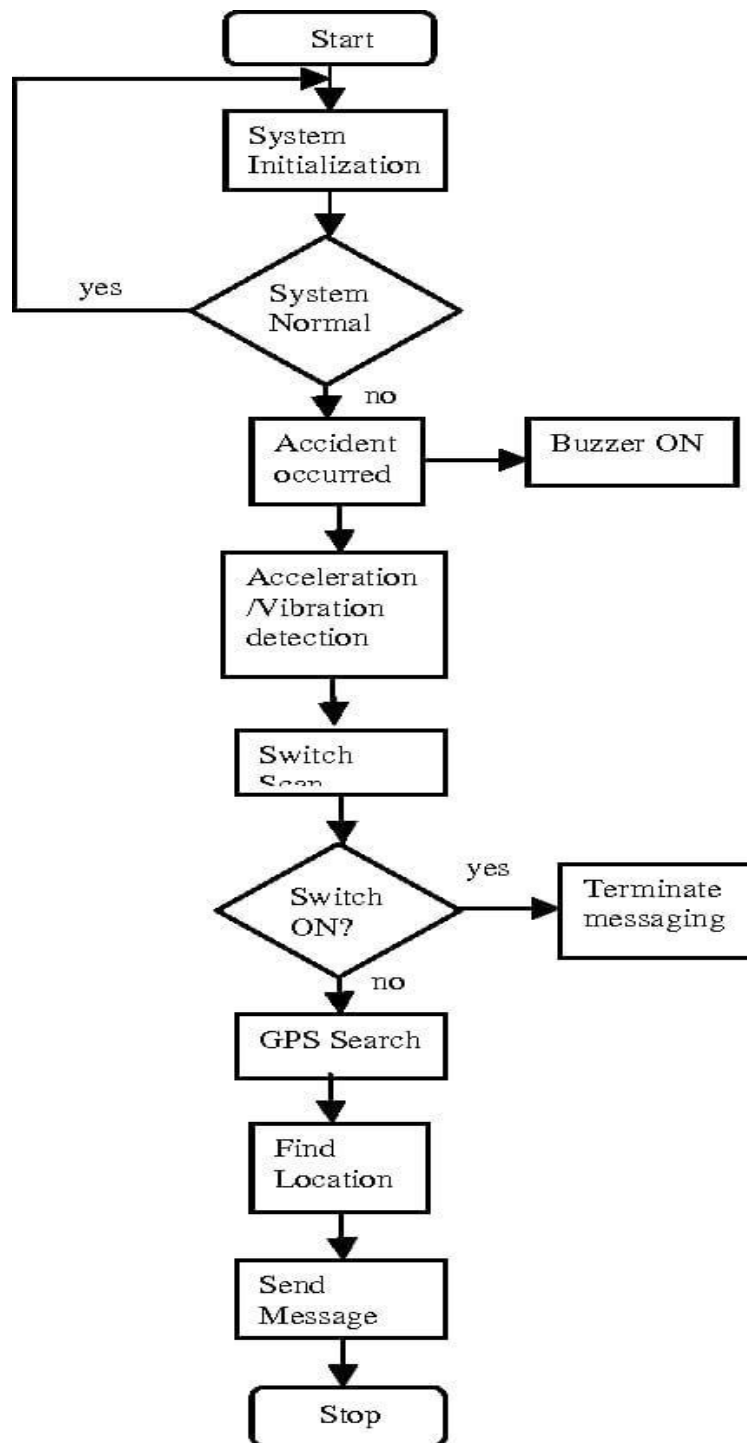 Start
System
Initialization
yes
System
Normal
no
Accident
occurred
Buzzer ON
Acceleration
/Vibration
detection
Switch
Scan
yes
Switch
ON?
Terminate
messaging
no
GPS Search
Find
Location
Send
Message
Stop